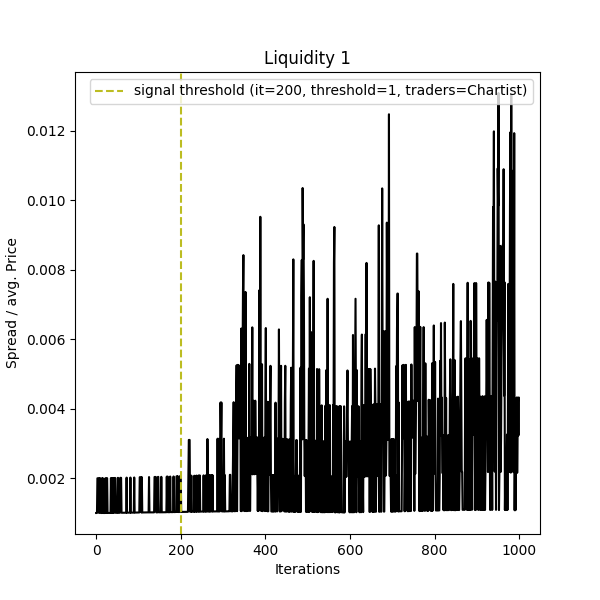 Liquidity 1
signal threshold (it=200, threshold=1, traders=Chartist)
0.012
0.010
0.008
0.006
0.004
0.002
Spread / avg. Price
0 200 400 600 800 1000
Iterations